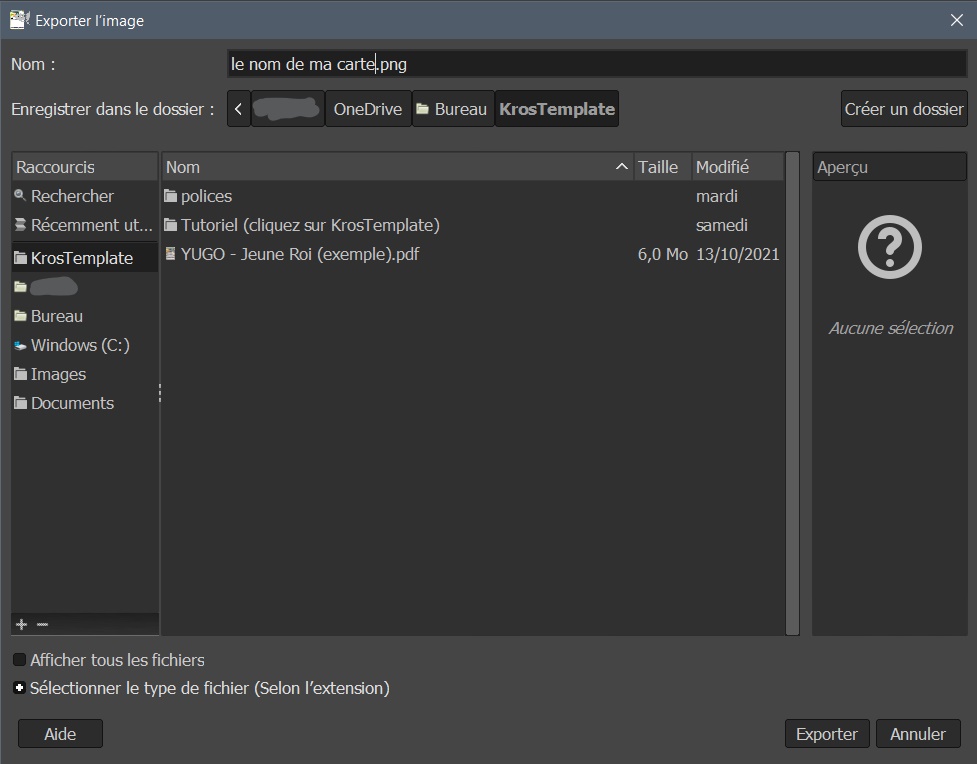 Exporter l'image
Nom :
le nom de ma carte.png
Enregistrer dans le dossier :
OneDrive
Bureau
KrosTemplate
Créer un dossier
Raccourcis
Rechercher
Récemment ut...
KrosTemplate
Bureau
Windows (C:)
Images
Documents
Nom Taille Modifié
polices mardi
Tutoriel (cliquez sur KrosTemplate) samedi
YUGO - Jeune Roi (exemple).pdf 6,0 Mo 13/10/2021
Aperçu
Aucune sélection
Afficher tous les fichiers
Sélectionner le type de fichier (Selon l'extension)
Aide
Exporter
Annuler